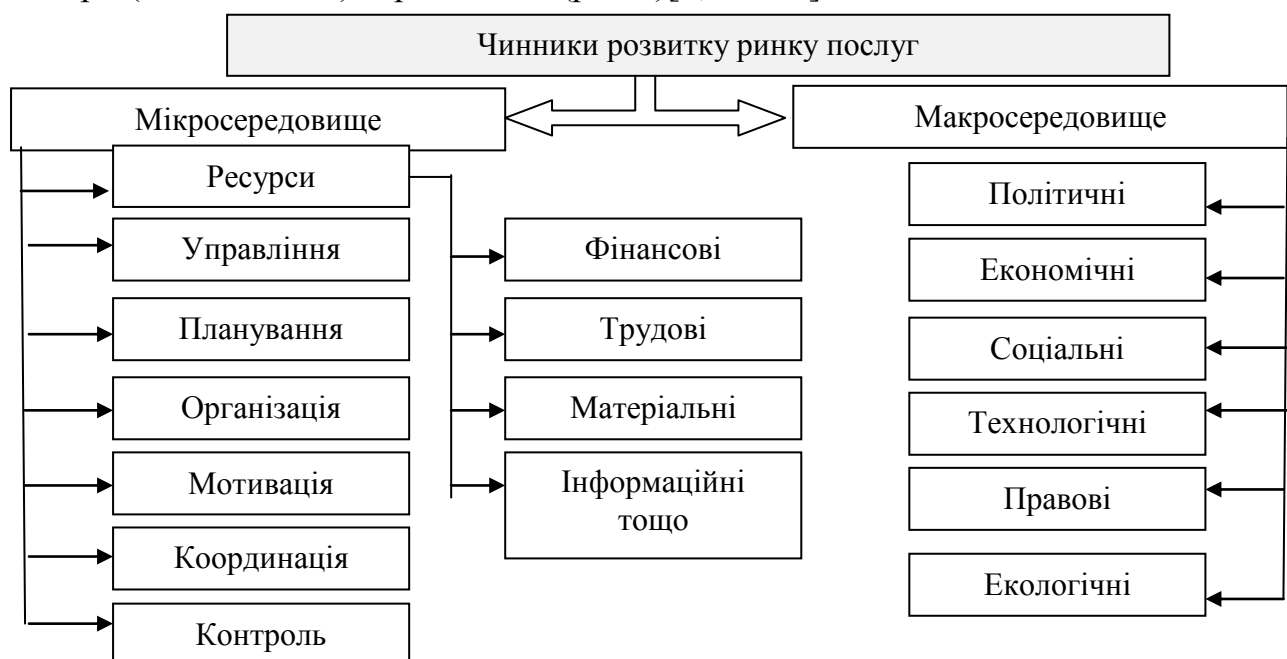 Чинники розвитку ринку послуг
Мікросередовище
Макросередовище
Ресурси
Управління
Планування
Організація
Мотивація
Координація
Контроль
Фінансові
Трудові
Матеріальні
Інформаційні
тощо
Політичні
Економічні
Соціальні
Технологічні
Правові
Екологічні